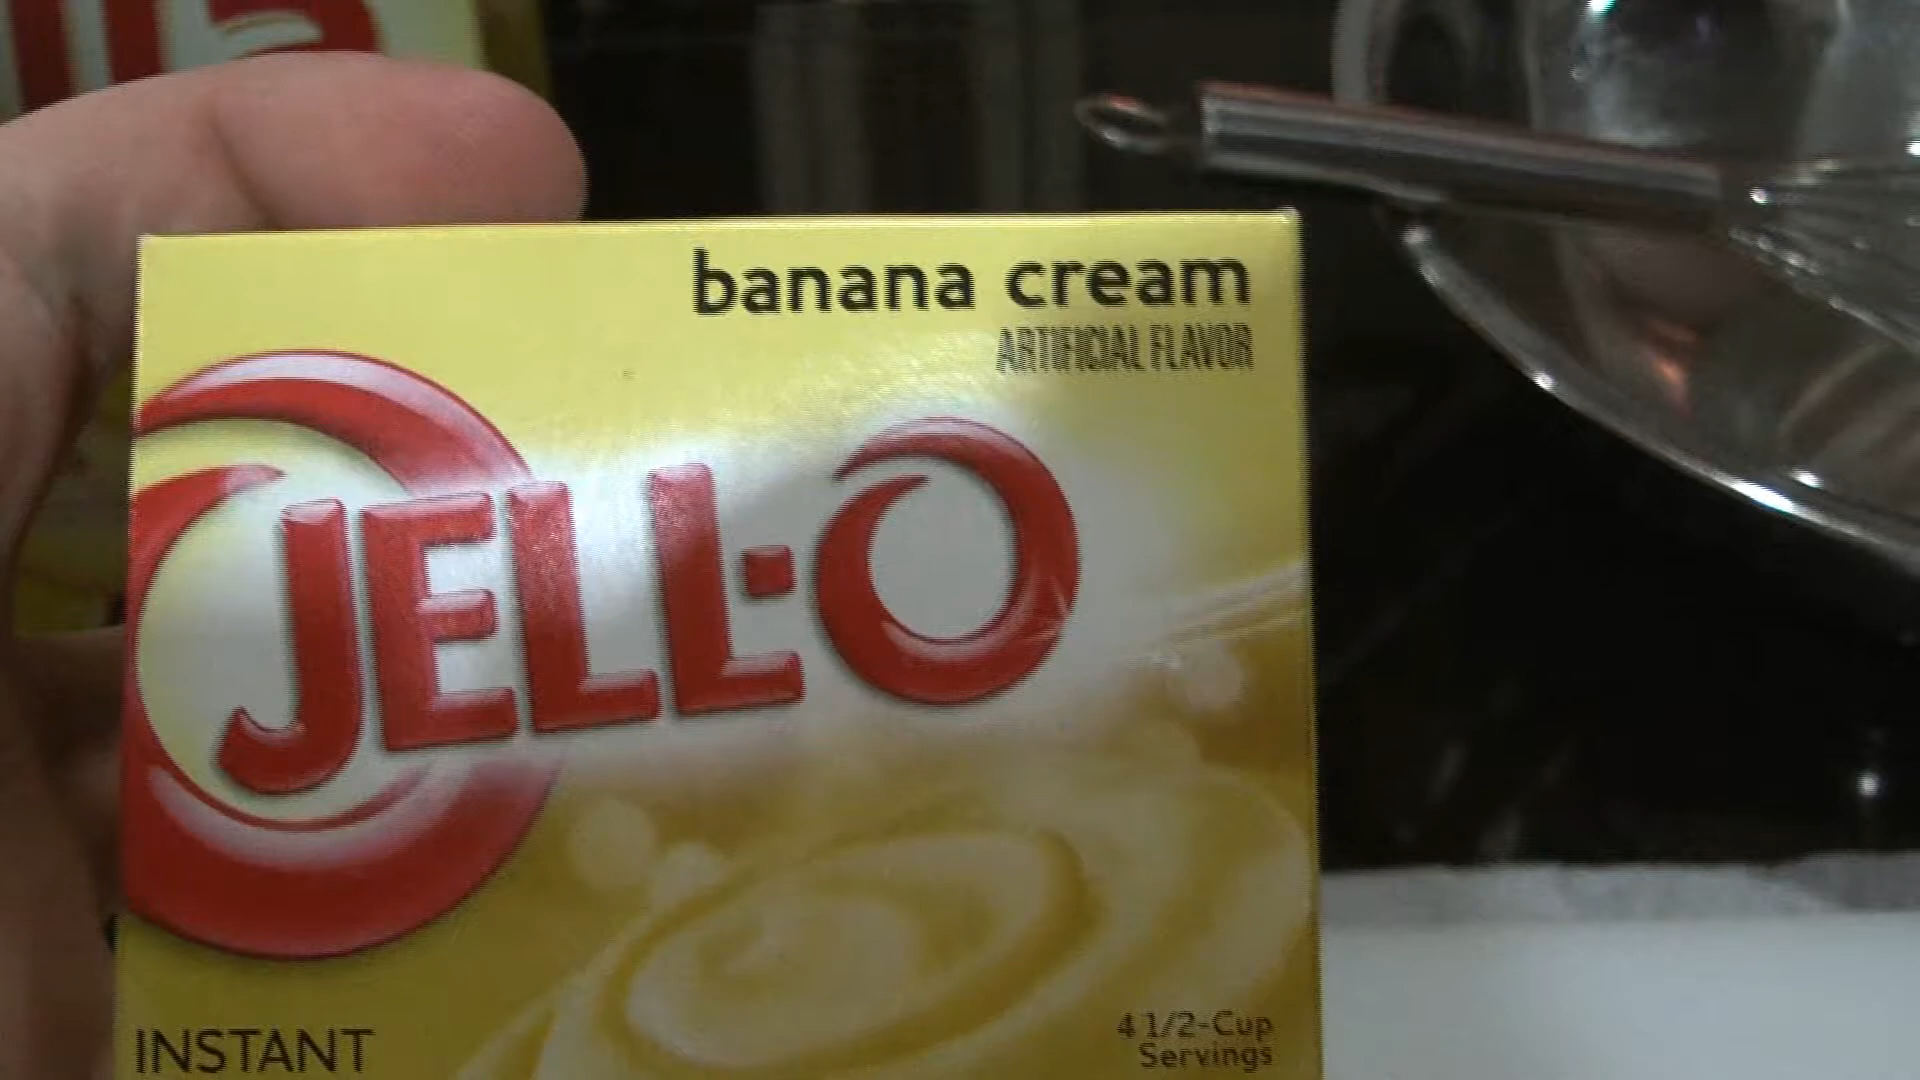 banana cream
ARTIFICIAL FLAVOR
JELL-O
INSTANT
4 1/2-Cup
Servings